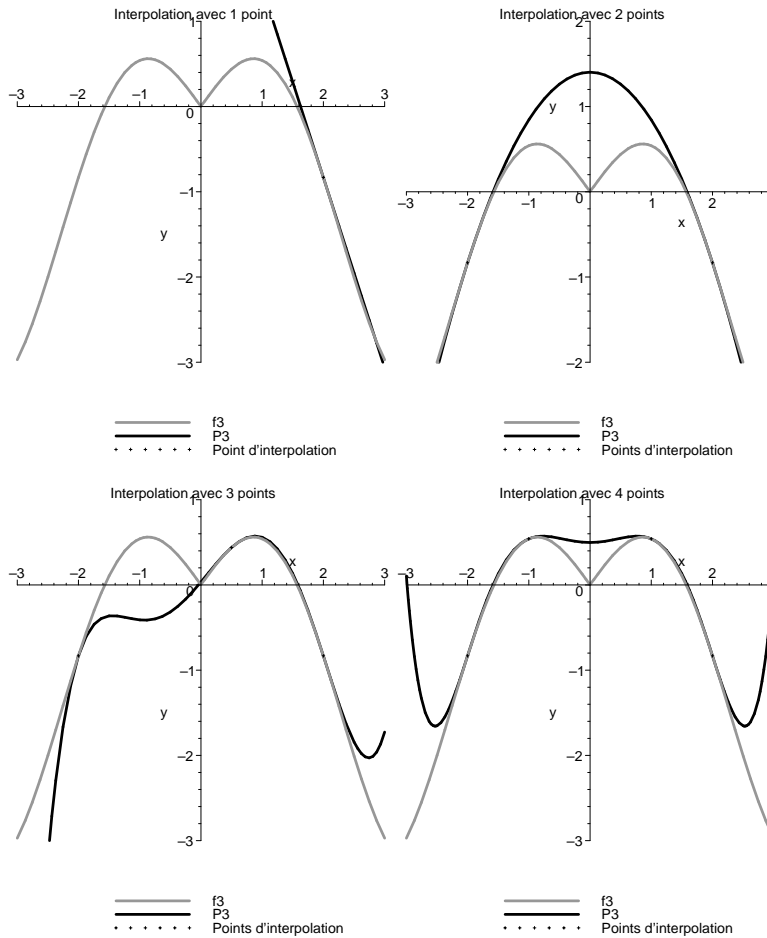 Interpolation avec 1 point
1
x
–3 –2 –1 1 2 3
0
–1
y
–2
–3
f3
P3
Point d'interpolation
Interpolation avec 2 points
2
y
1
–3 –2 –1 1 2
0
x
–1
–2
f3
P3
Points d'interpolation
Interpolation avec 3 points
1
x
–3 –2 –1 1 2 3
0
–1
y
–2
–3
f3
P3
Points d'interpolation
Interpolation avec 4 points
1
x
–3 –2 –1 1 2
0
–1
y
–2
–3
f3
P3
Points d'interpolation